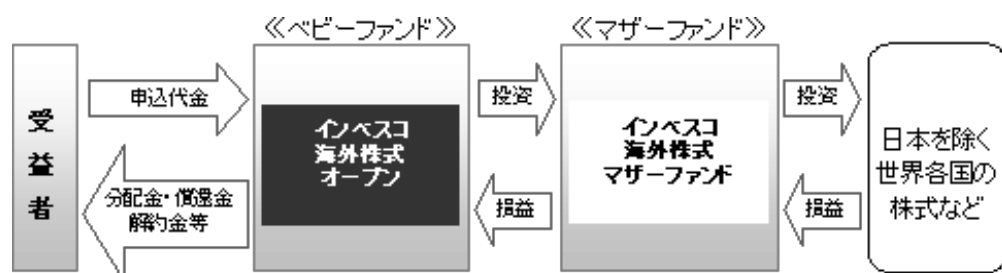 ≪ベビーファンド≫
≪マザーファンド≫
受益者
申込代金
分配金・償還金
解約金等
インベスコ
海外株式
オープン
投資
損益
インベスコ
海外株式
マザーファンド
投資
損益
日本を除く
世界各国の
株式など